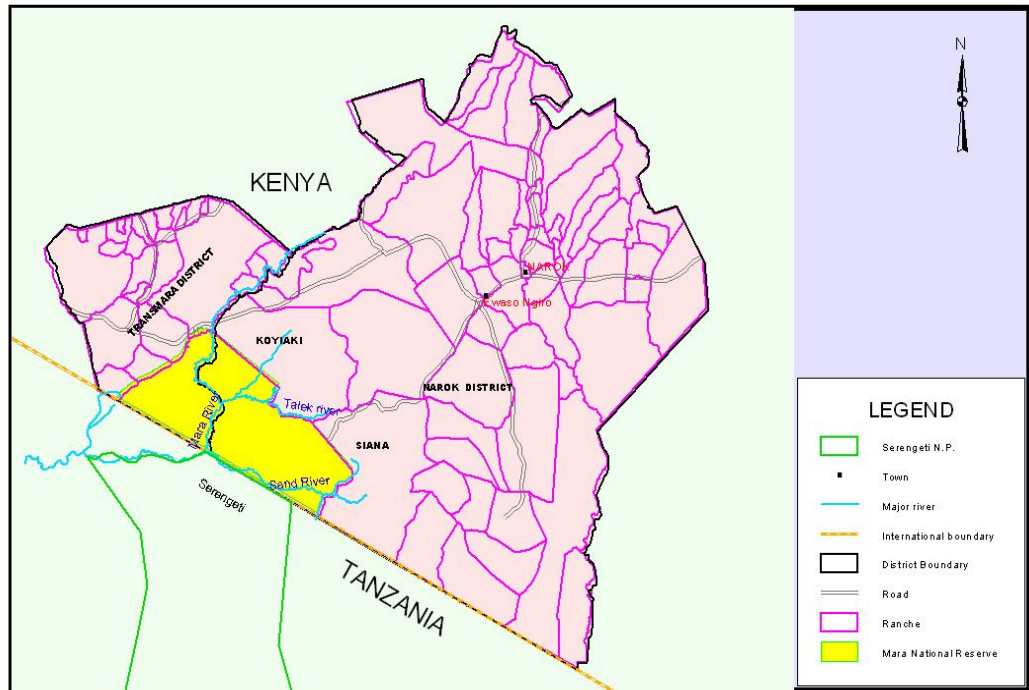 N
KENYA
NAROK
Ewaso Ngiro
TRANSMARA DISTRICT
KOYIAKI
NAROK DISTRICT
Talek river
Mara River
SIANA
Sand River
Serengeti
TANZANIA
LEGEND
Serengeti N.P.
Town
Major river
International boundary
District Boundary
Road
Ranche
Mara National Reserve